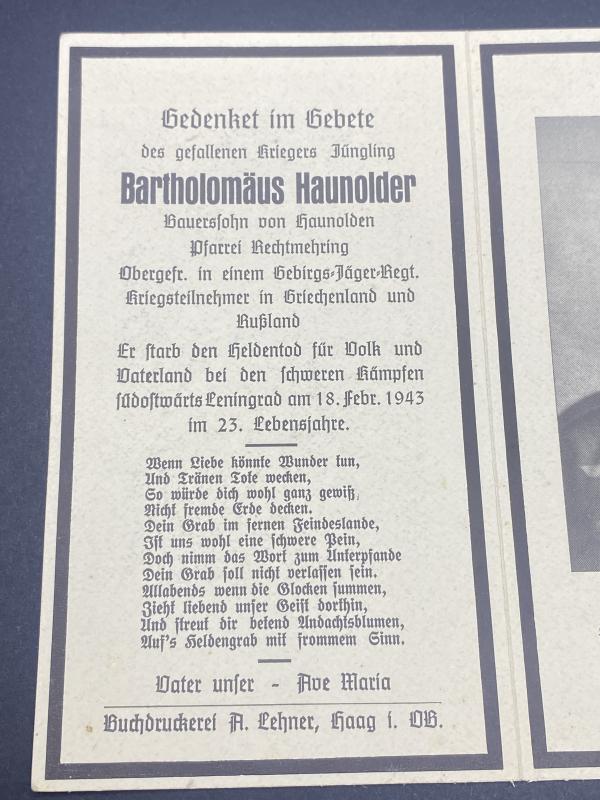 Gedenket im Gebete
des gefallenen Kriegers Jüngling
Bartholomäus Haunolder
Bauerssohn von Haunolden
Pfarrei Rechtmehring
Obergefr. in einem Gebirgs-Jäger-Regt.
Kriegsteilnehmer in Griechenland und
Rußland
Er starb den Heldentod für Volk und
Vaterland bei den schweren Kämpfen
südostwärts Leningrad am 18. Febr. 1943
im 23. Lebensjahre.
Wenn Liebe könnte Wunder tun,
Und Tränen Tote wecken,
So würde dich wohl ganz gewiß,
Nicht fremde Erde decken.
Dein Grab im fernen Feindeslande,
Ist uns wohl eine schwere Pein,
Doch nimm das Wort zum Unterpfande
Dein Grab soll nicht verlassen sein.
Allabends wenn die Glocken summen,
Zieht liebend unser Geist dorthin,
Und streut dir betend Andachtsblumen,
Auf's Heldengrab mit frommem Sinn.
Vater unser - Ave Maria
Buchdruckerei A. Lehner, Haag i. OB.